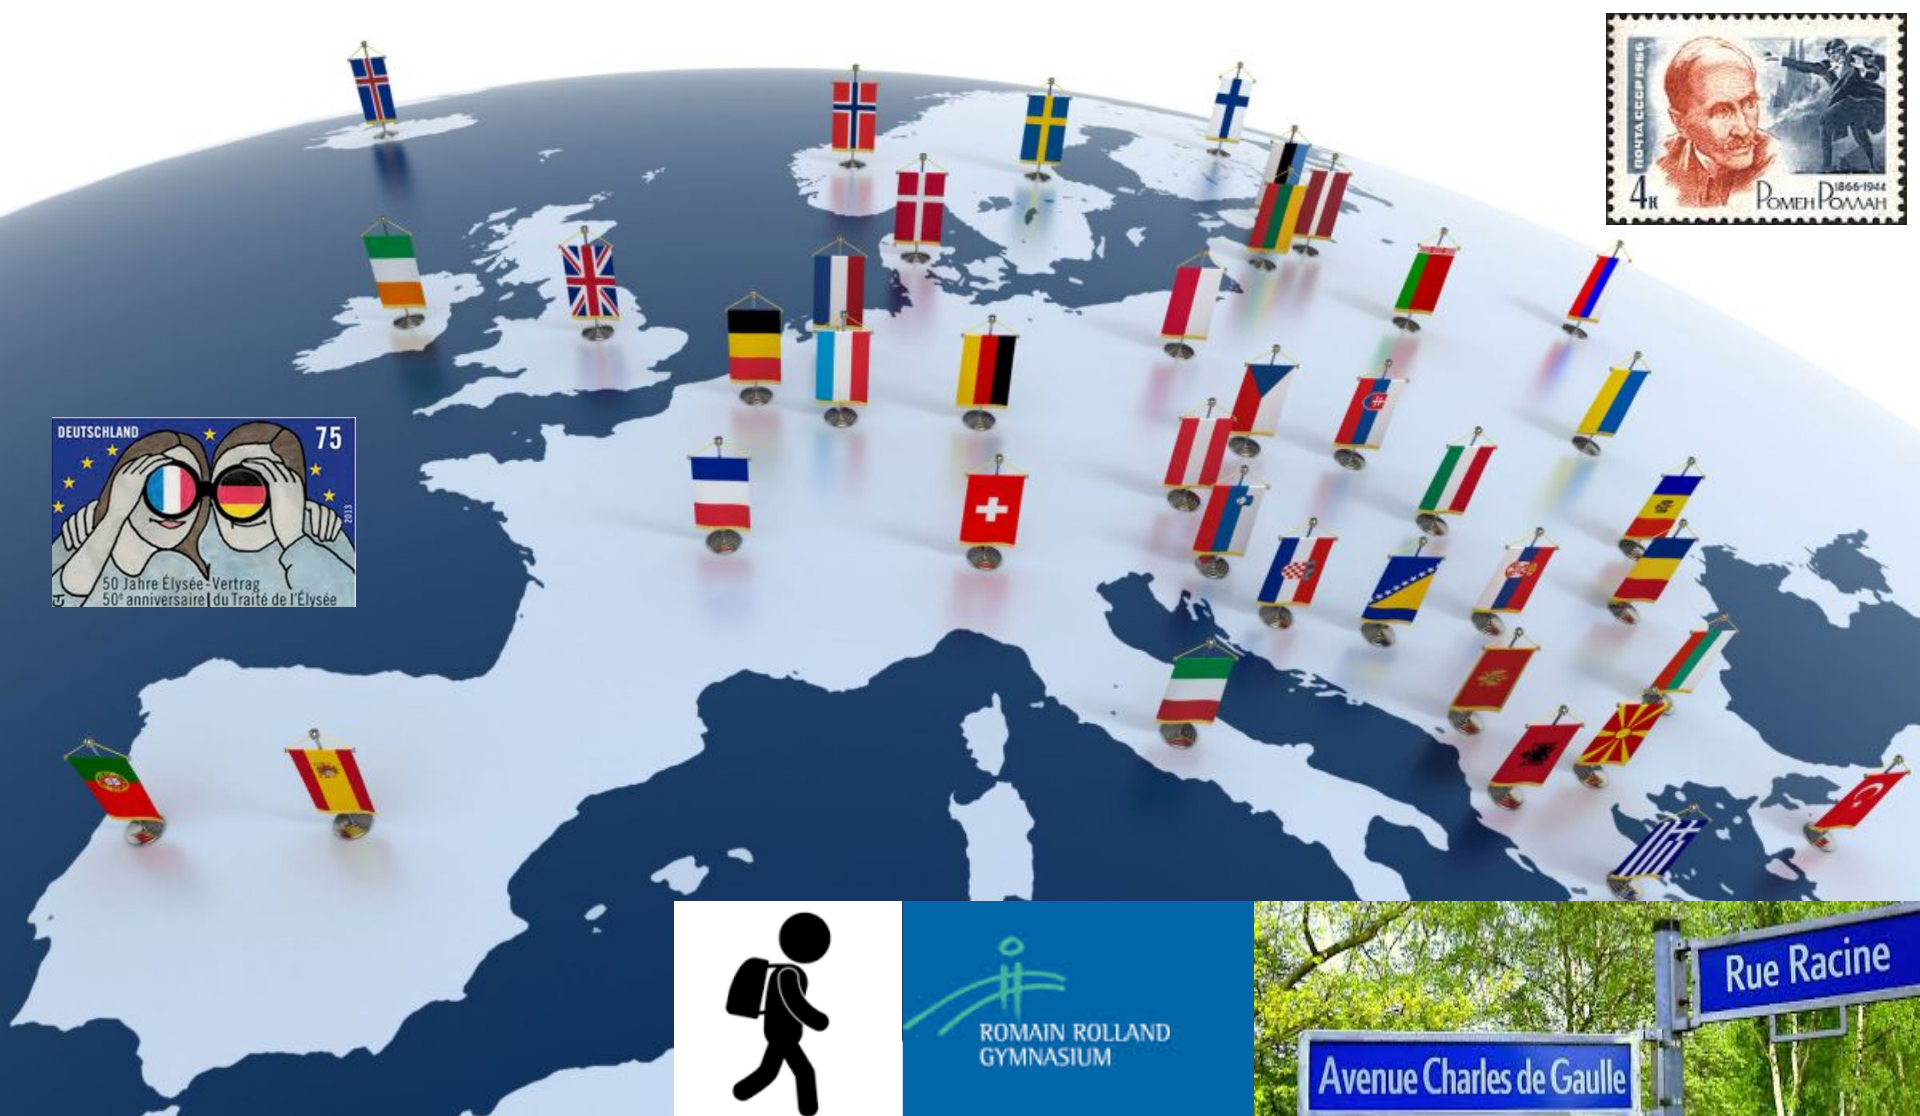 ПОЧТА СССР 1966
4к
1866-1944
РОМЕН РОЛЛАН
DEUTSCHLAND
75
2013
50 Jahre Élysée-Vertrag
50e anniversaire du Traité de l'Élysée
ROMAIN ROLLAND
GYMNASIUM
Rue Racine
Avenue Charles de Gaulle